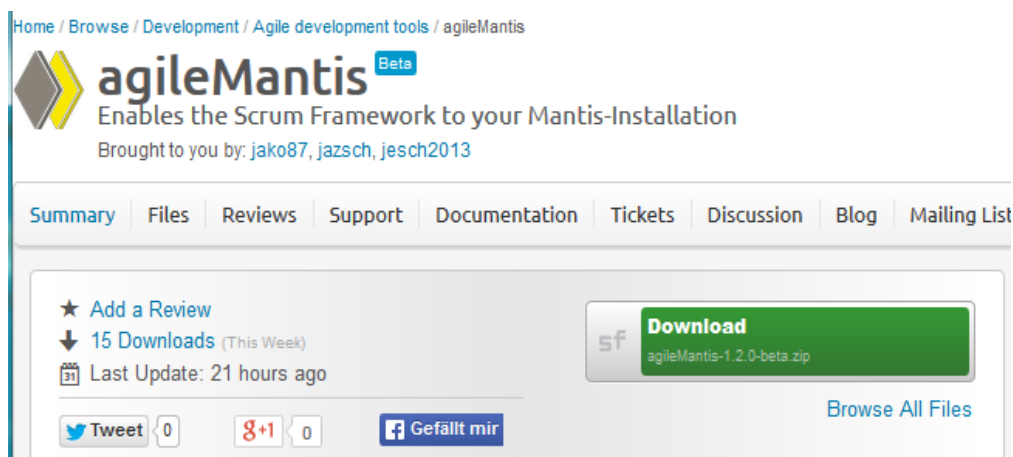 Home / Browse / Development / Agile development tools / agileMantis
agileMantis Beta
Enables the Scrum Framework to your Mantis-Installation
Brought to you by: jako87, jazsch, jesch2013
Summary Files Reviews Support Documentation Tickets Discussion Blog Mailing List
Add a Review
15 Downloads (This Week)
31 Last Update: 21 hours ago
sf Download
agileMantis-1.2.0-beta.zip
Browse All Files
Tweet 0 g+1 0 f Gefällt mir